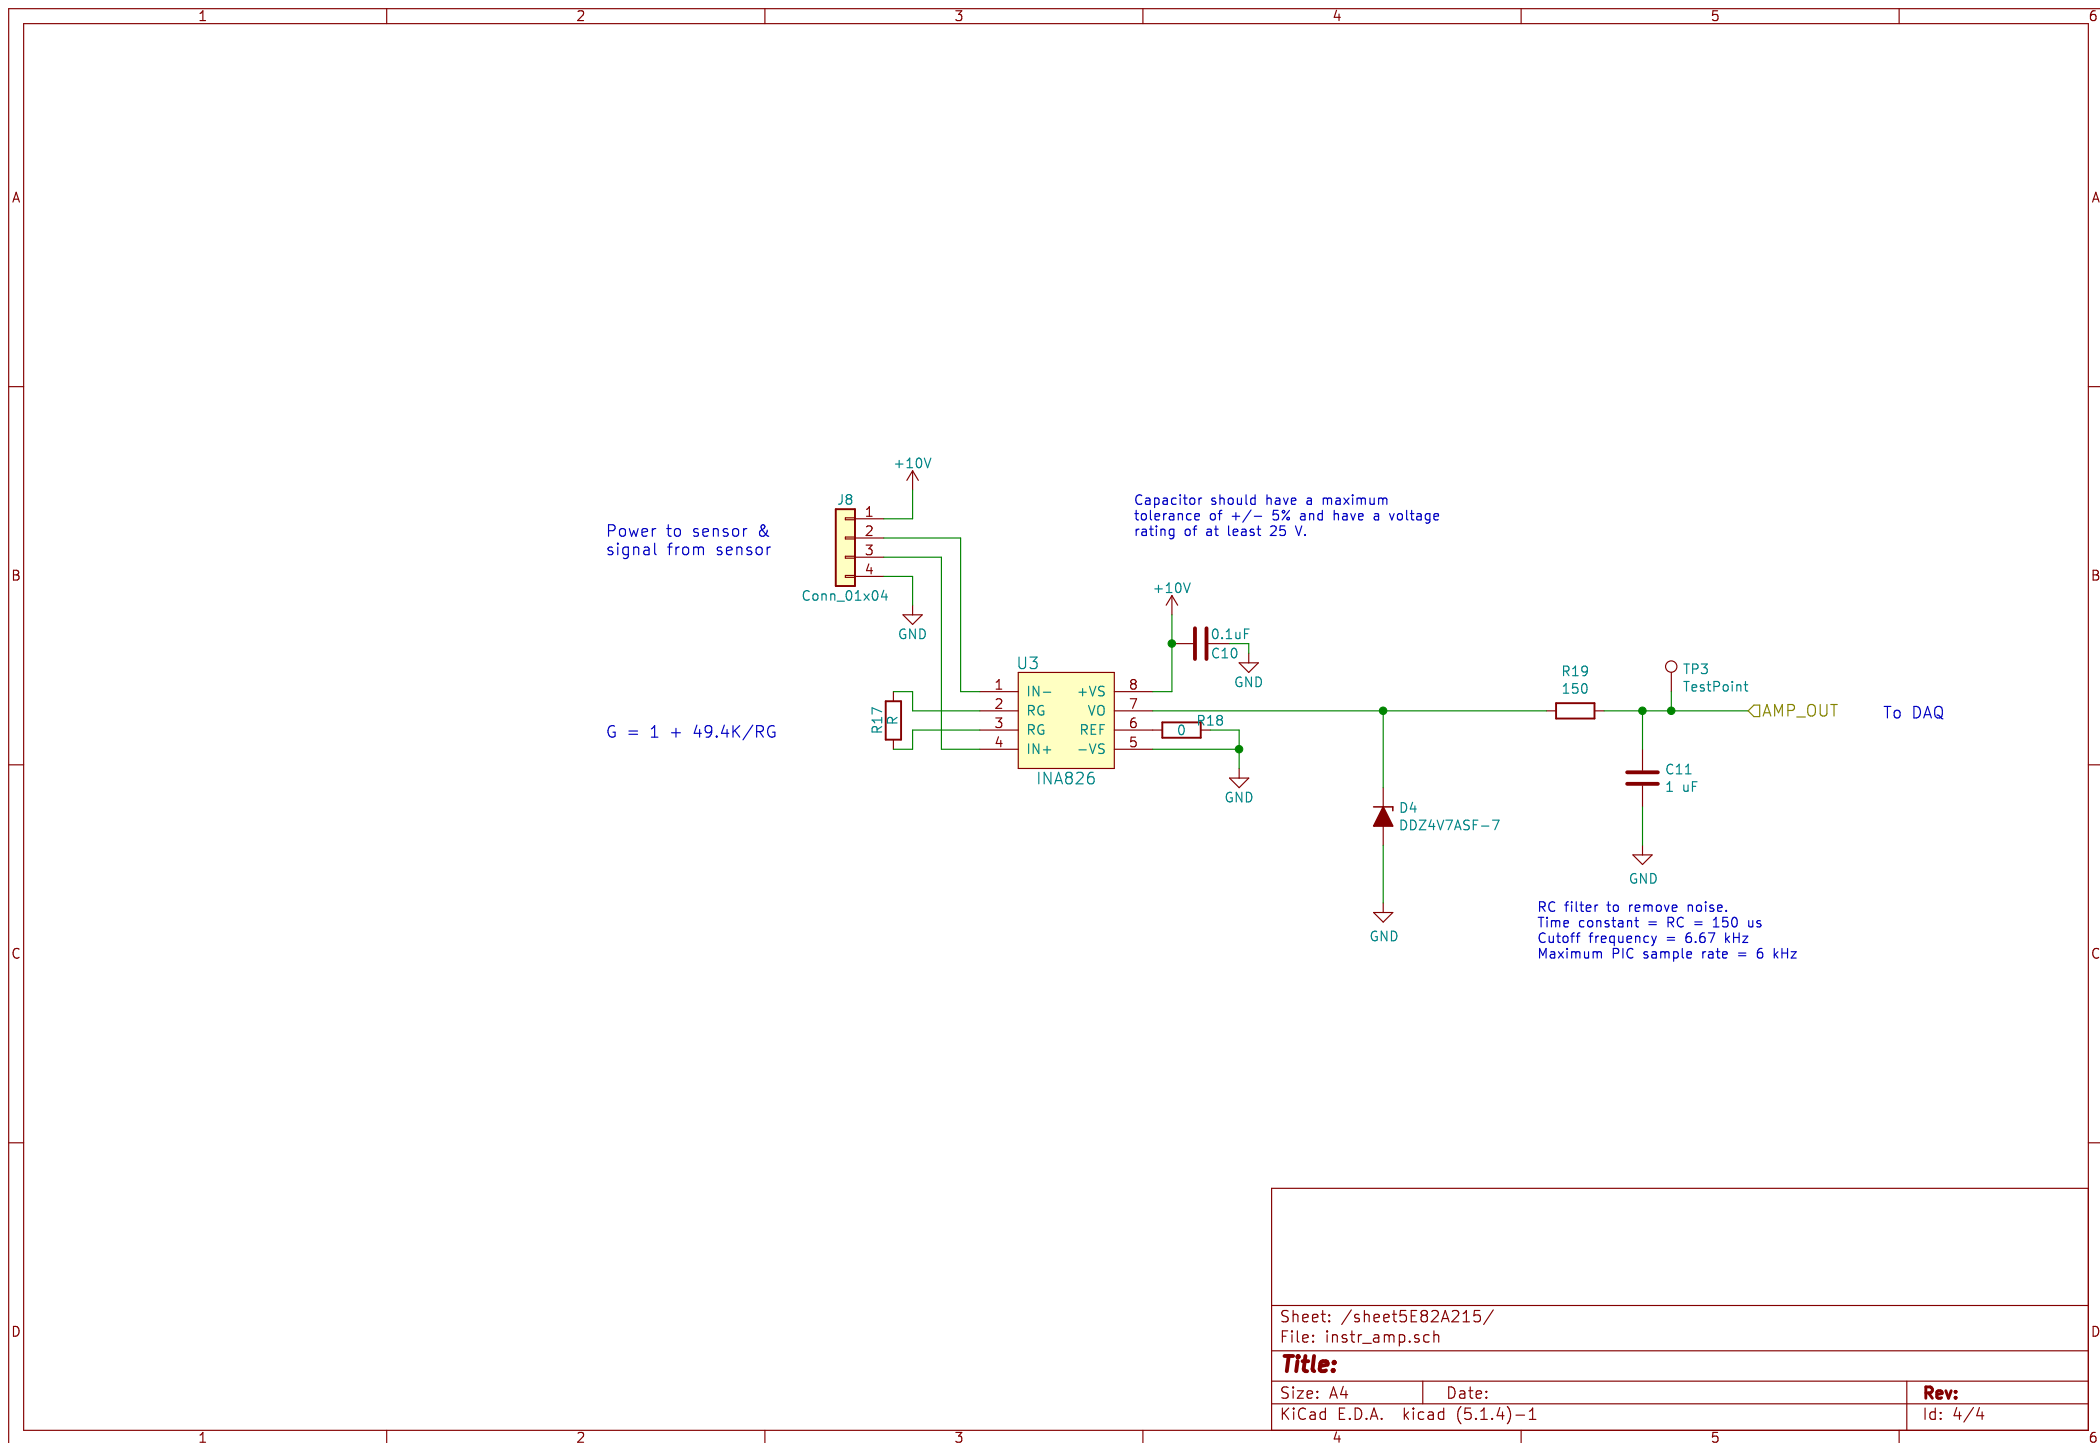 1 2 3 4 5 6
A A
+10V
J8
1
2
3
4
Conn_01x04
GND
Power to sensor &
signal from sensor
Capacitor should have a maximum
tolerance of +/- 5% and have a voltage
rating of at least 25 V.
B B
+10V
0.1uF
C10
GND
U3
1 IN- +VS 8
2 RG VO 7
3 RG REF 6
4 IN+ -VS 5
INA826
R17
R
R18
0
GND
G = 1 + 49.4K/RG
R19
150
TP3
TestPoint
AMP_OUT
To DAQ
C11
1 uF
GND
D4
DDZ4V7ASF-7
GND
RC filter to remove noise.
Time constant = RC = 150 us
Cutoff frequency = 6.67 kHz
Maximum PIC sample rate = 6 kHz
C C
Sheet: /sheet5E82A215/
File: instr_amp.sch
D D
Title:
Size: A4 Date: Rev:
KiCad E.D.A. kicad (5.1.4)-1 Id: 4/4
1 2 3 4 5 6